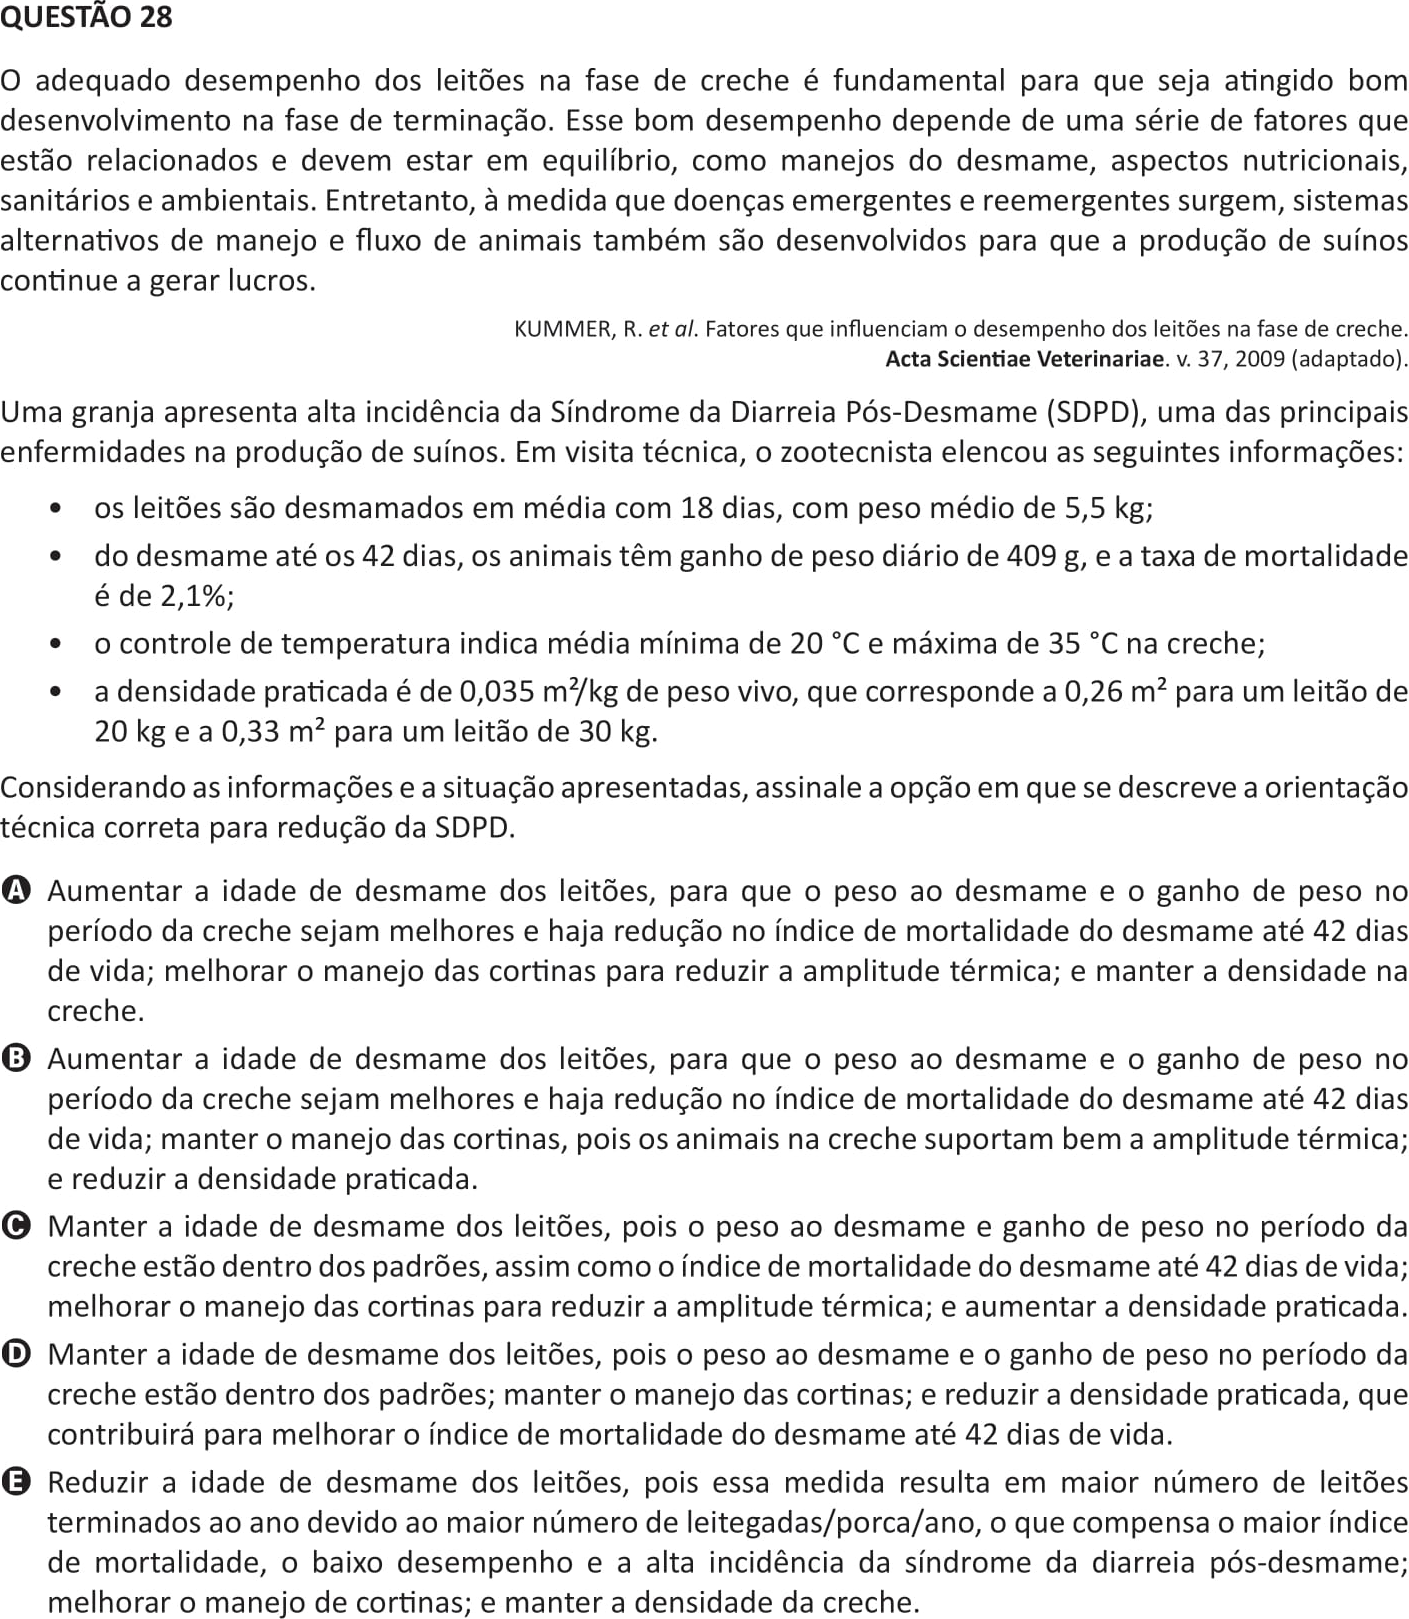 QUESTÃO 28
O adequado desempenho dos leitões na fase de creche é fundamental para que seja atingido bom
desenvolvimento na fase de terminação. Esse bom desempenho depende de uma série de fatores que
estão relacionados e devem estar em equilíbrio, como manejos do desmame, aspectos nutricionais,
sanitários e ambientais. Entretanto, à medida que doenças emergentes e reemergentes surgem, sistemas
alternativos de manejo e fluxo de animais também são desenvolvidos para que a produção de suínos
continue a gerar lucros.
KUMMER, R. et al. Fatores que influenciam o desempenho dos leitões na fase de creche.
Acta Scientiae Veterinariae. v. 37, 2009 (adaptado).
Uma granja apresenta alta incidência da Síndrome da Diarreia Pós-Desmame (SDPD), uma das principais
enfermidades na produção de suínos. Em visita técnica, o zootecnista elencou as seguintes informações:
• os leitões são desmamados em média com 18 dias, com peso médio de 5,5 kg;
• do desmame até os 42 dias, os animais têm ganho de peso diário de 409 g, e a taxa de mortalidade
é de 2,1%;
• o controle de temperatura indica média mínima de 20 °C e máxima de 35 °C na creche;
• a densidade praticada é de 0,035 m²/kg de peso vivo, que corresponde a 0,26 m² para um leitão de
20 kg e a 0,33 m² para um leitão de 30 kg.
Considerando as informações e a situação apresentadas, assinale a opção em que se descreve a orientação
técnica correta para redução da SDPD.
A Aumentar a idade de desmame dos leitões, para que o peso ao desmame e o ganho de peso no
período da creche sejam melhores e haja redução no índice de mortalidade do desmame até 42 dias
de vida; melhorar o manejo das cortinas para reduzir a amplitude térmica; e manter a densidade na
creche.
B Aumentar a idade de desmame dos leitões, para que o peso ao desmame e o ganho de peso no
período da creche sejam melhores e haja redução no índice de mortalidade do desmame até 42 dias
de vida; manter o manejo das cortinas, pois os animais na creche suportam bem a amplitude térmica;
e reduzir a densidade praticada.
C Manter a idade de desmame dos leitões, pois o peso ao desmame e ganho de peso no período da
creche estão dentro dos padrões, assim como o índice de mortalidade do desmame até 42 dias de vida;
melhorar o manejo das cortinas para reduzir a amplitude térmica; e aumentar a densidade praticada.
D Manter a idade de desmame dos leitões, pois o peso ao desmame e o ganho de peso no período da
creche estão dentro dos padrões; manter o manejo das cortinas; e reduzir a densidade praticada, que
contribuirá para melhorar o índice de mortalidade do desmame até 42 dias de vida.
E Reduzir a idade de desmame dos leitões, pois essa medida resulta em maior número de leitões
terminados ao ano devido ao maior número de leitegadas/porca/ano, o que compensa o maior índice
de mortalidade, o baixo desempenho e a alta incidência da síndrome da diarreia pós-desmame;
melhorar o manejo de cortinas; e manter a densidade da creche.